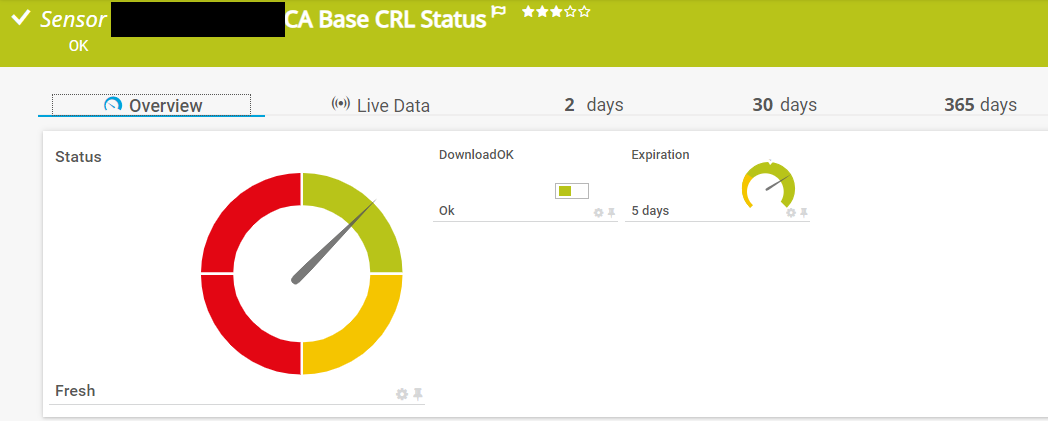 Sensor CA Base CRL Status
OK
Overview Live Data 2 days 30 days 365 days
Status
DownloadOK
Ok
Expiration
5 days
Fresh